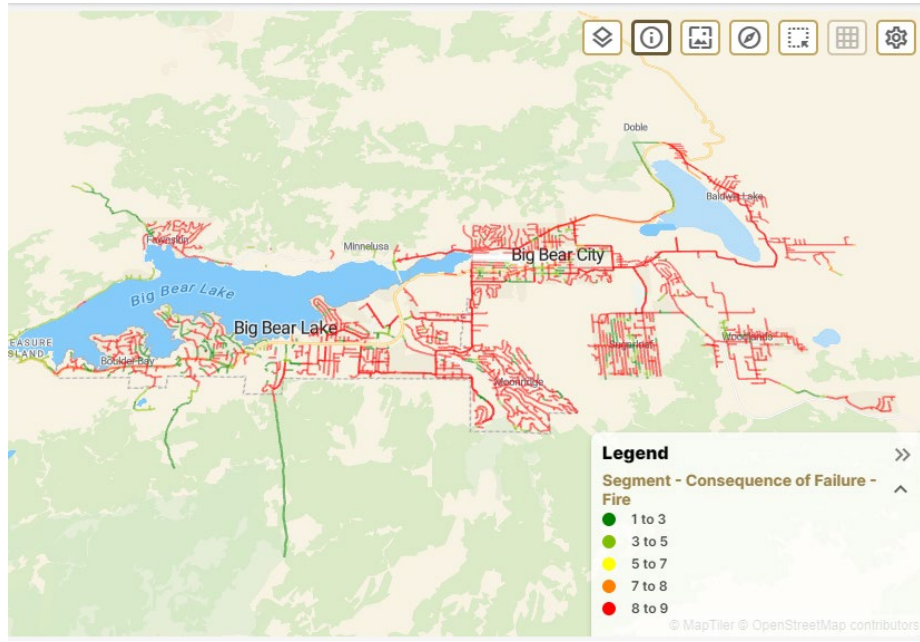 Doble
Baldwin Lake
Fawnskin
Minnelusa
Big Bear City
Big Bear Lake
Big Bear Lake
EASURE
SLAND
Boulder Bay
Sugarloaf
Woodlands
Moonridge
Legend
Segment - Consequence of Failure -
Fire
1 to 3
3 to 5
5 to 7
7 to 8
8 to 9
© MapTiler © OpenStreetMap contributors